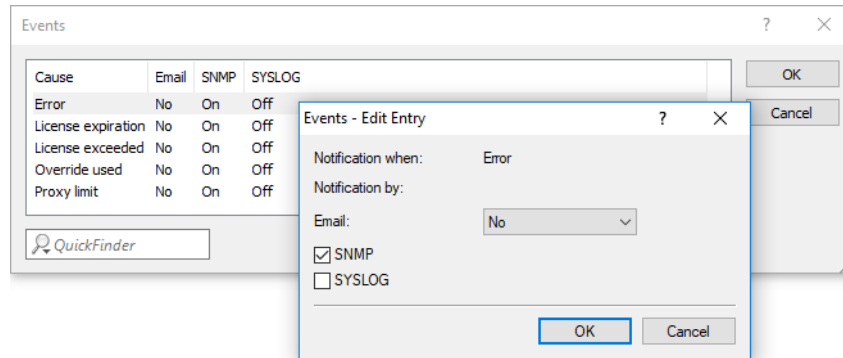 Events ? ×
Cause Email SNMP SYSLOG
Error No On Off
License expiration No On Off
License exceeded No On Off
Override used No On Off
Proxy limit No On Off
QuickFinder
OK
Cancel
Events - Edit Entry ? ×
Notification when: Error
Notification by:
Email: No
SNMP
SYSLOG
OK Cancel